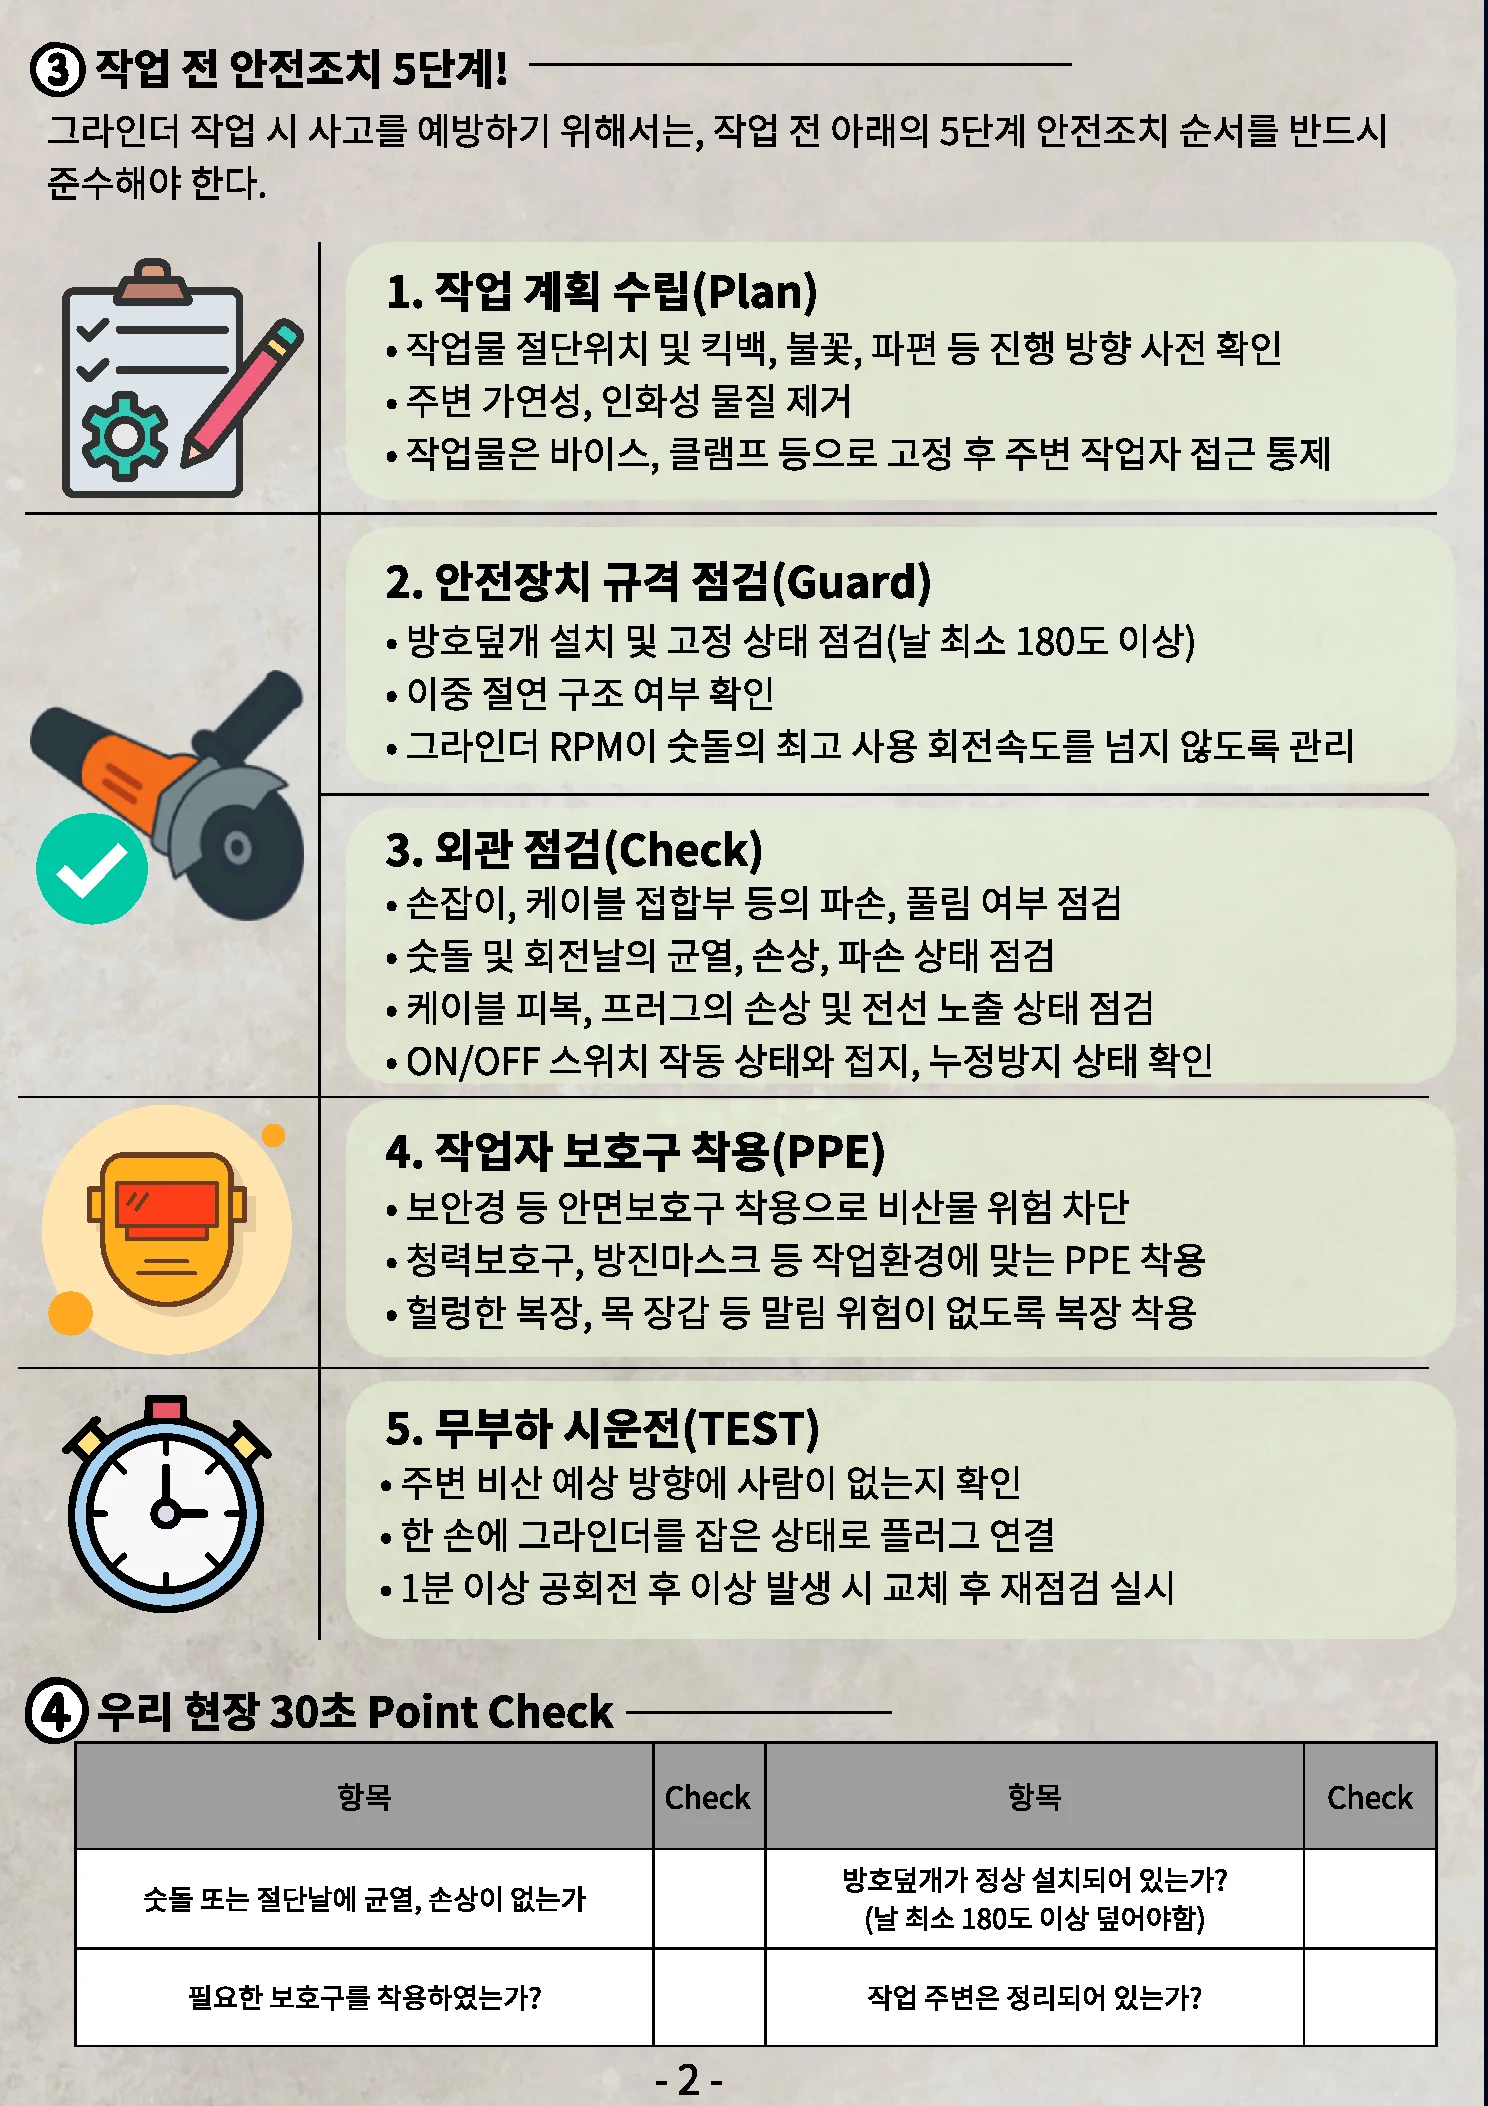 ③ 작업 전 안전조치 5단계!
그라인더 작업 시 사고를 예방하기 위해서는, 작업 전 아래의 5단계 안전조치 순서를 반드시
준수해야 한다.
1. 작업 계획 수립(Plan)
• 작업물 절단위치 및 킥백, 불꽃, 파편 등 진행 방향 사전 확인
• 주변 가연성, 인화성 물질 제거
• 작업물은 바이스, 클램프 등으로 고정 후 주변 작업자 접근 통제
2. 안전장치 규격 점검(Guard)
• 방호덮개 설치 및 고정 상태 점검(날 최소 180도 이상)
• 이중 절연 구조 여부 확인
• 그라인더 RPM이 숫돌의 최고 사용 회전속도를 넘지 않도록 관리
3. 외관 점검(Check)
• 손잡이, 케이블 접합부 등의 파손, 풀림 여부 점검
• 숫돌 및 회전날의 균열, 손상, 파손 상태 점검
• 케이블 피복, 프러그의 손상 및 전선 노출 상태 점검
• ON/OFF 스위치 작동 상태와 접지, 누정방지 상태 확인
4. 작업자 보호구 착용(PPE)
• 보안경 등 안면보호구 착용으로 비산물 위험 차단
• 청력보호구, 방진마스크 등 작업환경에 맞는 PPE 착용
• 헐렁한 복장, 목 장갑 등 말림 위험이 없도록 복장 착용
5. 무부하 시운전(TEST)
• 주변 비산 예상 방향에 사람이 없는지 확인
• 한 손에 그라인더를 잡은 상태로 플러그 연결
• 1분 이상 공회전 후 이상 발생 시 교체 후 재점검 실시
④ 우리 현장 30초 Point Check
항목 Check 항목 Check
숫돌 또는 절단날에 균열, 손상이 없는가
방호덮개가 정상 설치되어 있는가?
(날 최소 180도 이상 덮어야함)
필요한 보호구를 착용하였는가?
작업 주변은 정리되어 있는가?
- 2 -